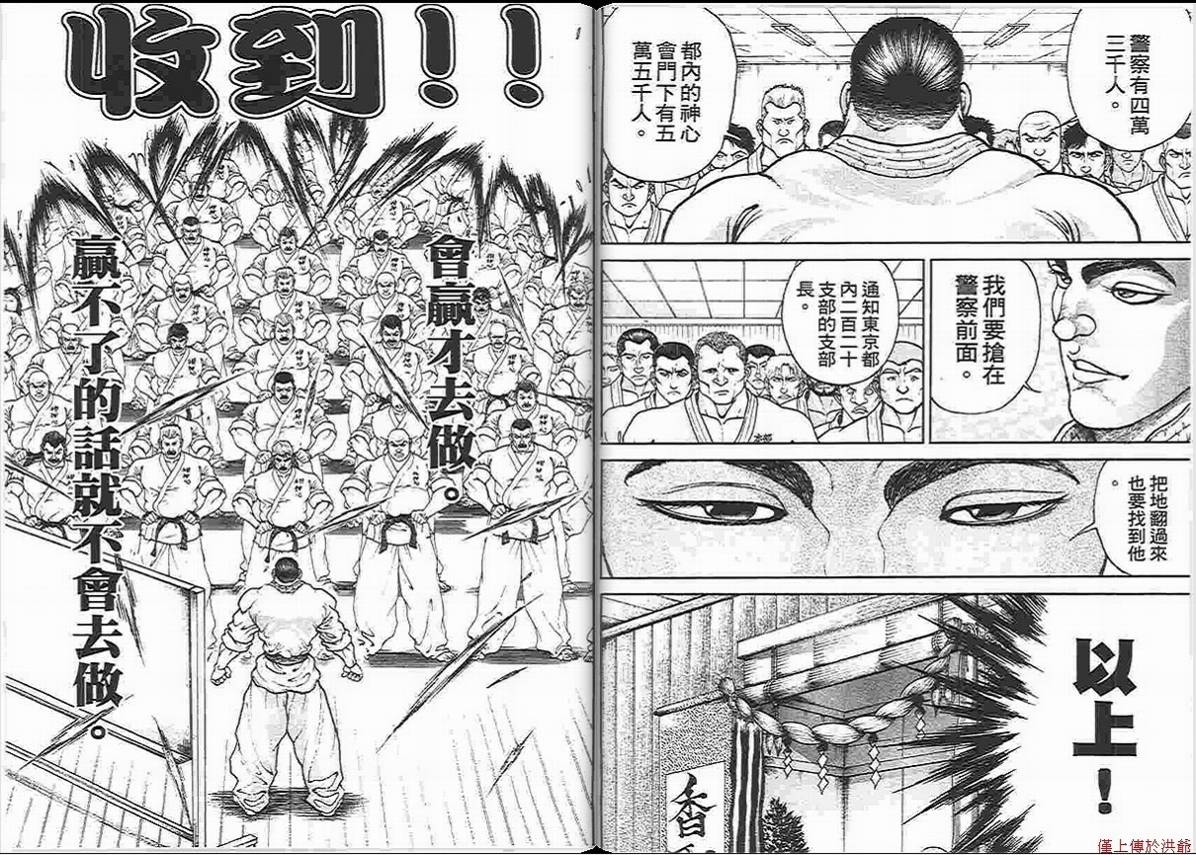 警察有四萬
三千人。
都內的神心
會門下有五
萬五千人。
我們要搶在
警察前面。
通知東京都
內二百二十
支部的支部
長。
把地翻過來
也要找到他
。
以上！
香
收到！！
會贏才去做。
贏不了的話就不會去做。
僅上傳於洪爺